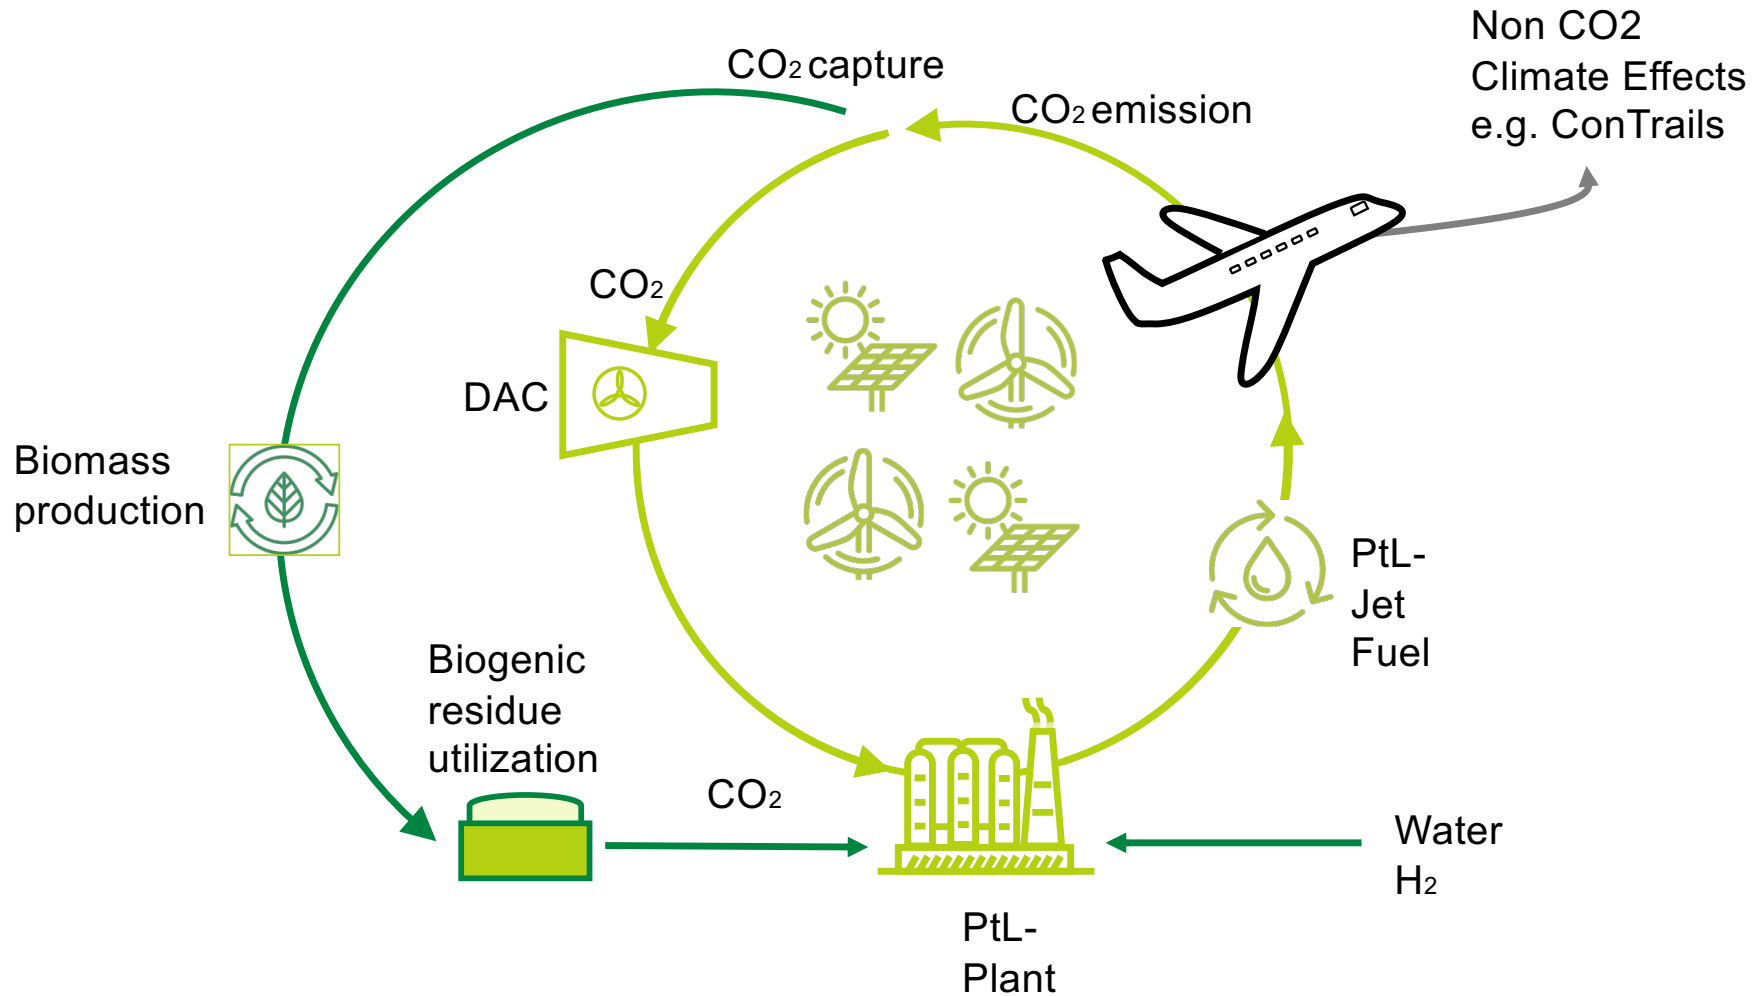 Non CO2
Climate Effects
e.g. ConTrails
CO₂ capture
CO₂ emission
CO₂
DAC
Biomass
production
PtL-
Jet
Fuel
Biogenic
residue
utilization
CO₂
Water
H₂
PtL-
Plant